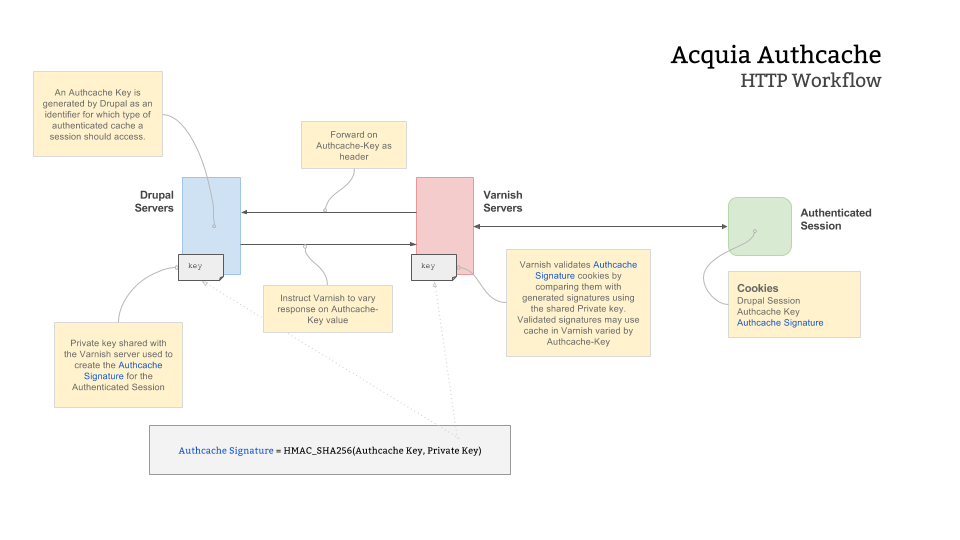 Acquia Authcache
HTTP Workflow
An Authcache Key is
generated by Drupal as an
identifier for which type of
authenticated cache a
session should access.
Forward on
Authcache-Key as
header
Drupal
Servers
Varnish
Servers
Authenticated
Session
key
key
Instruct Varnish to vary
response on Authcache-
Key value
Varnish validates Authcache
Signature cookies by
comparing them with
generated signatures using
the shared Private key.
Validated signatures may use
cache in Varnish varied by
Authcache-Key
Cookies
Drupal Session
Authcache Key
Authcache Signature
Private key shared with
the Varnish server used to
create the Authcache
Signature for the
Authenticated Session
Authcache Signature = HMAC_SHA256(Authcache Key, Private Key)